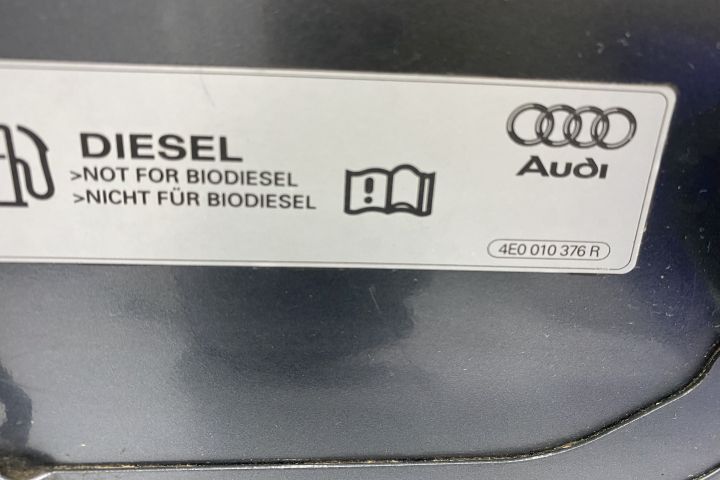 DIESEL
>NOT FOR BIODIESEL
>NICHT FÜR BIODIESEL
!
Audi
4E0 010 376 R